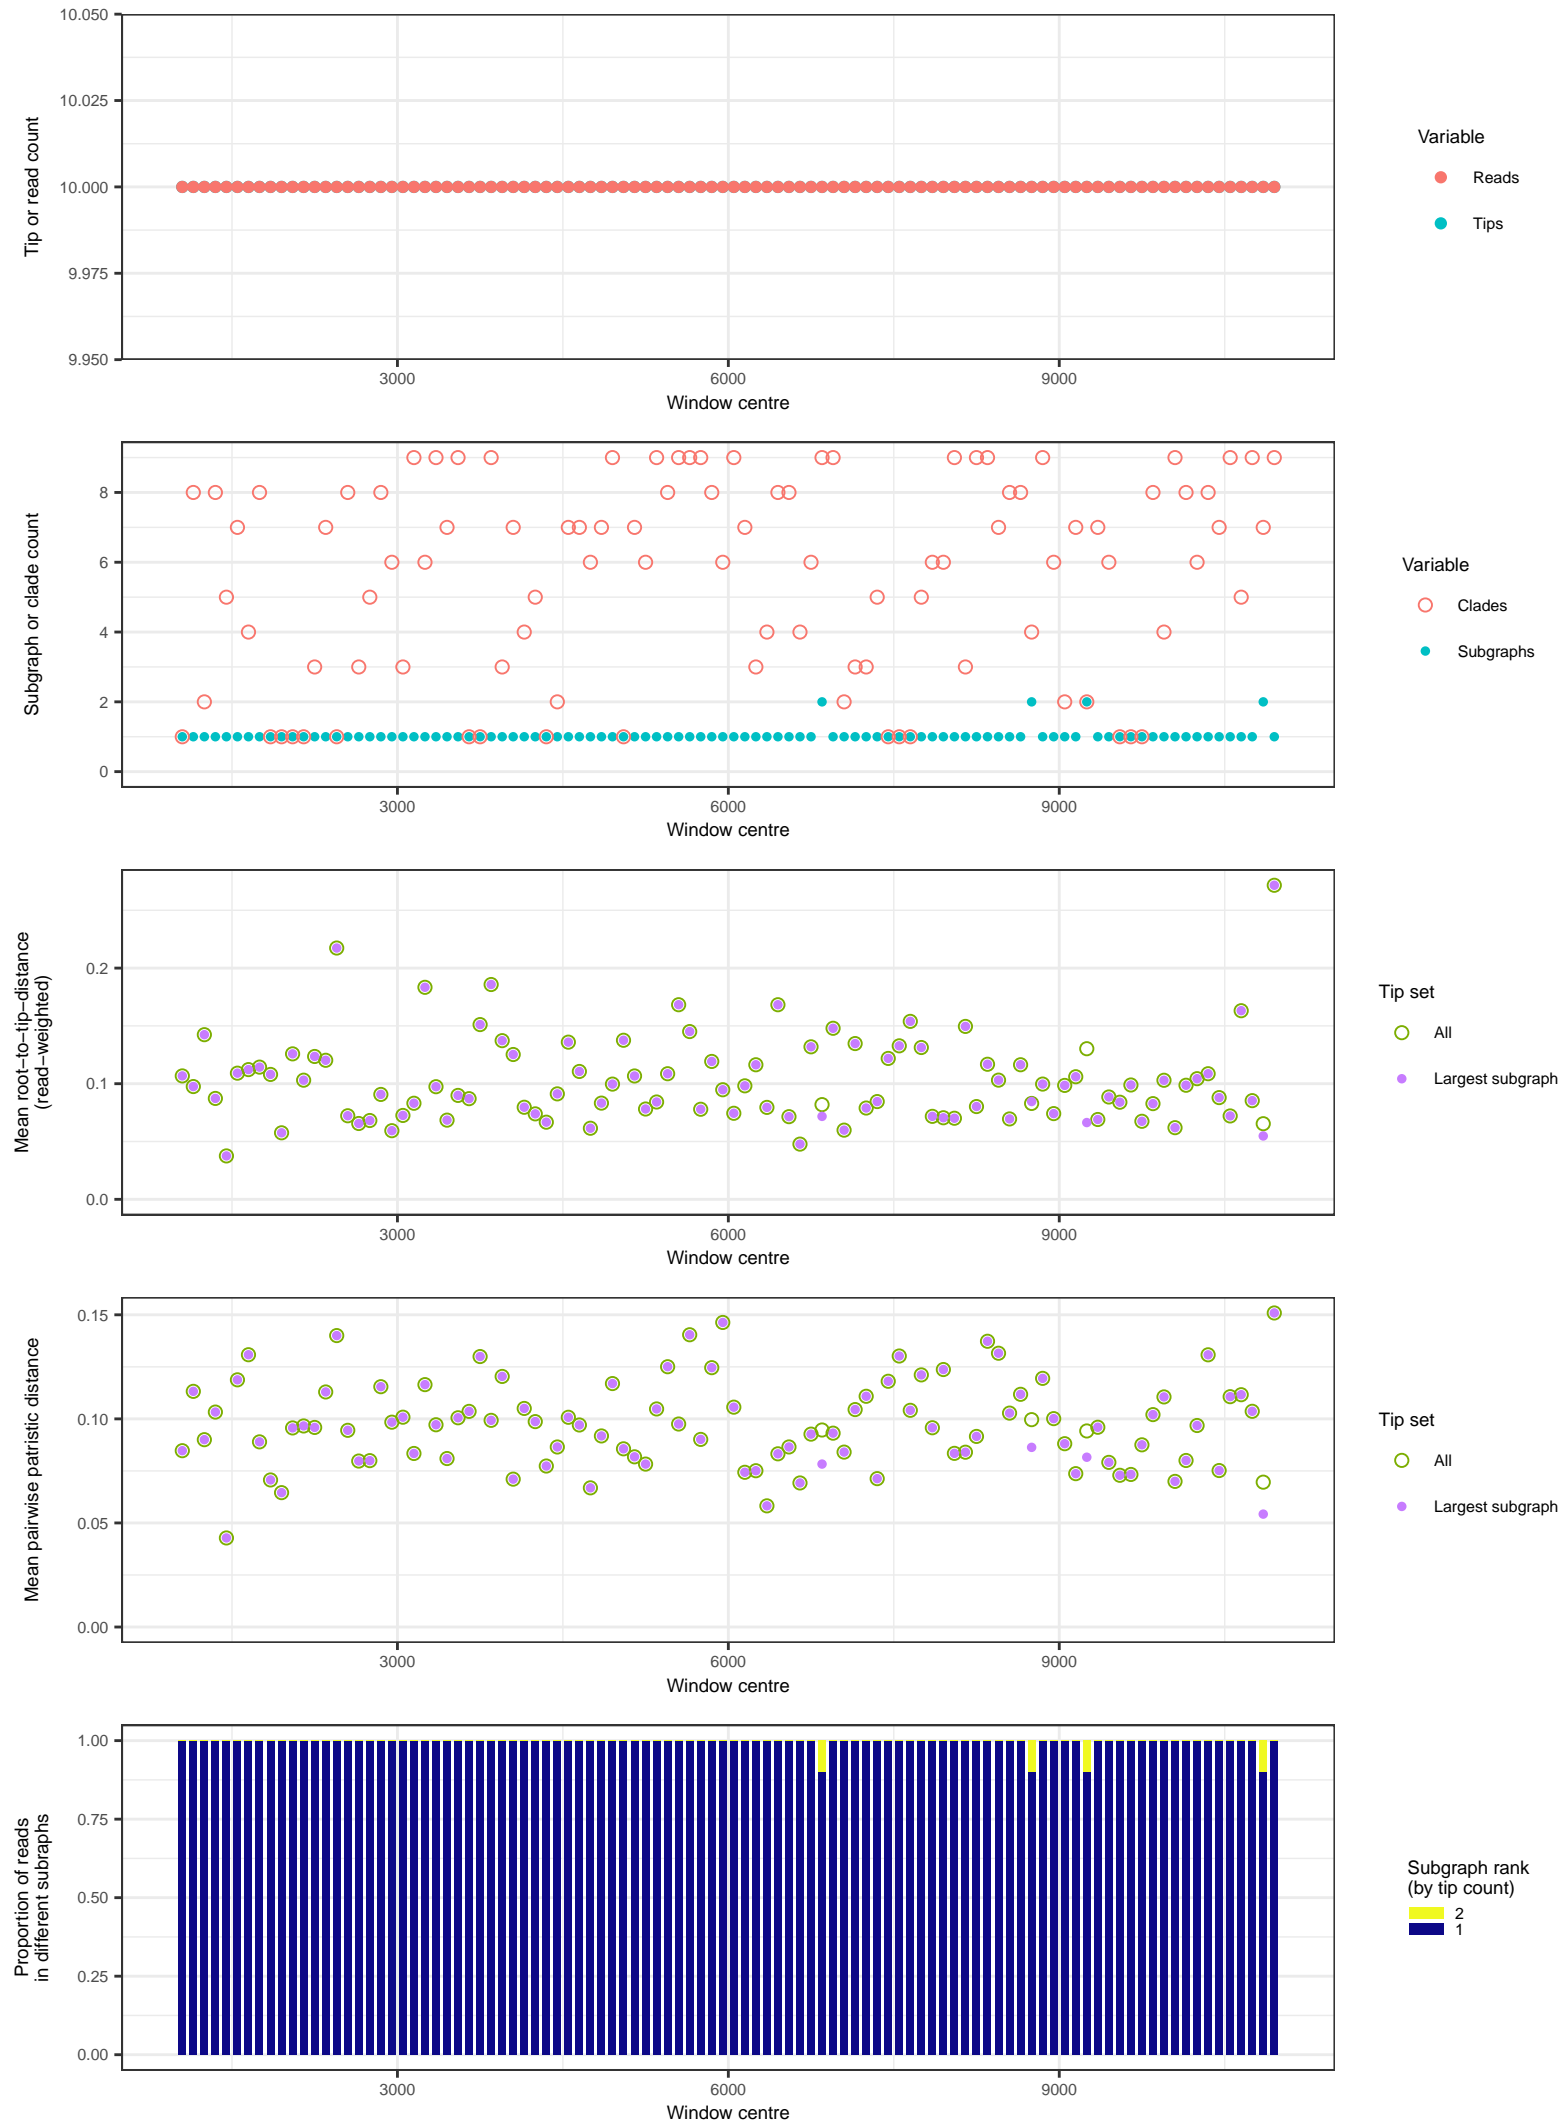 10.050
10.025
10.000
9.975
9.950
Tip or read count
3000 6000 9000
Window centre
Variable
Reads
Tips
8
6
4
2
0
Subgraph or clade count
3000 6000 9000
Window centre
Variable
Clades
Subgraphs
0.2
0.1
0.0
Mean root−to−tip−distance
(read−weighted)
3000 6000 9000
Window centre
Tip set
All
Largest subgraph
0.15
0.10
0.05
0.00
Mean pairwise patristic distance
3000 6000 9000
Window centre
Tip set
All
Largest subgraph
1.00
0.75
0.50
0.25
0.00
Proportion of reads
in different subraphs
3000 6000 9000
Window centre
Subgraph rank
(by tip count)
2
1